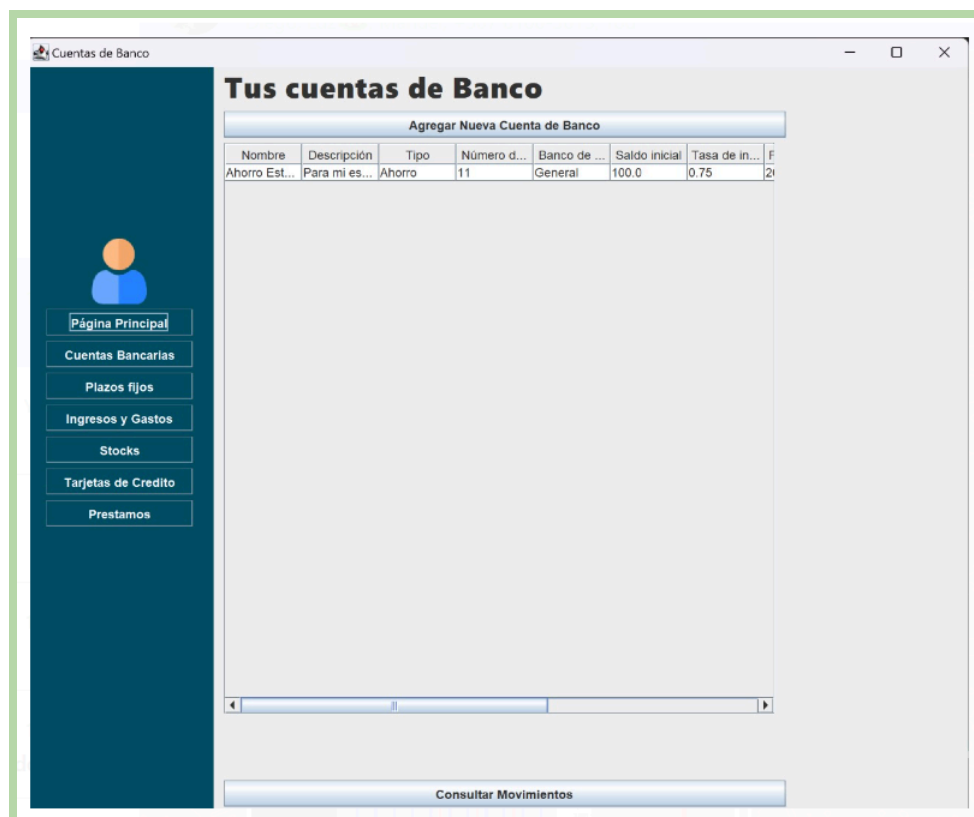 Cuentas de Banco
Tus cuentas de Banco
Agregar Nueva Cuenta de Banco
Nombre Descripción Tipo Número d... Banco de ... Saldo inicial Tasa de in... F
Ahorro Est... Para mi es... Ahorro 11 General 100.0 0.75 20
Página Principal
Cuentas Bancarias
Plazos fijos
Ingresos y Gastos
Stocks
Tarjetas de Credito
Prestamos
Consultar Movimientos